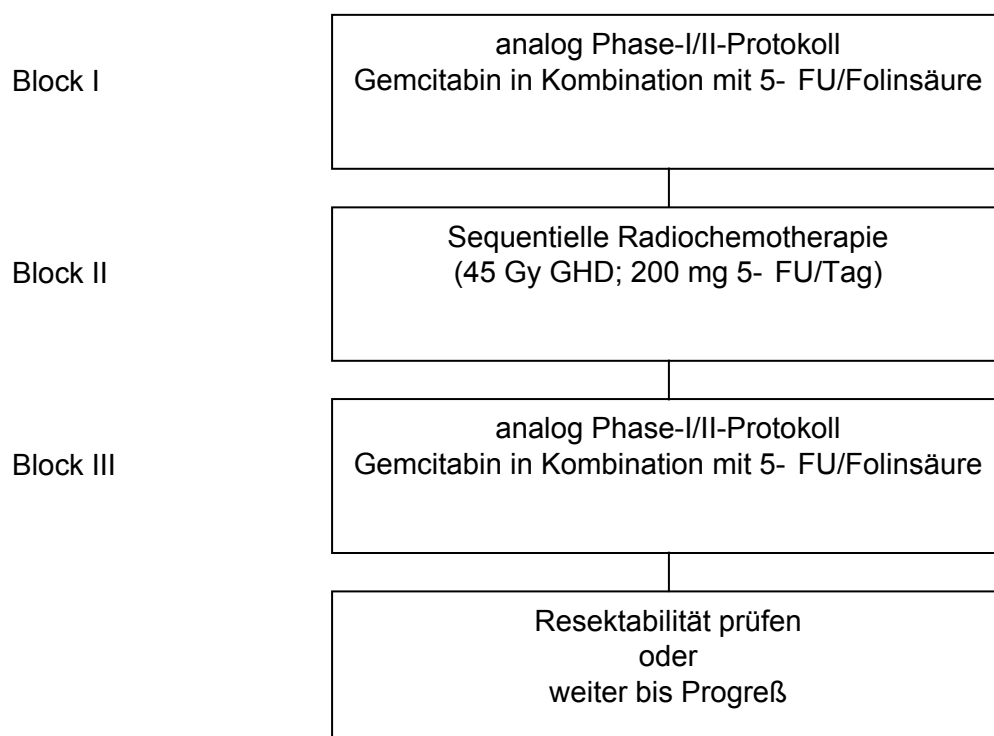 analog Phase-I/II-Protokoll
Block I
Gemcitabin in Kombination mit 5- FU/Folinsäure
Sequentielle Radiochemotherapie
Block II
(45 Gy GHD; 200 mg 5- FU/Tag)
analog Phase-I/II-Protokoll
Block III
Gemcitabin in Kombination mit 5- FU/Folinsäure
Resektabilität prüfen
oder
weiter bis Progreß